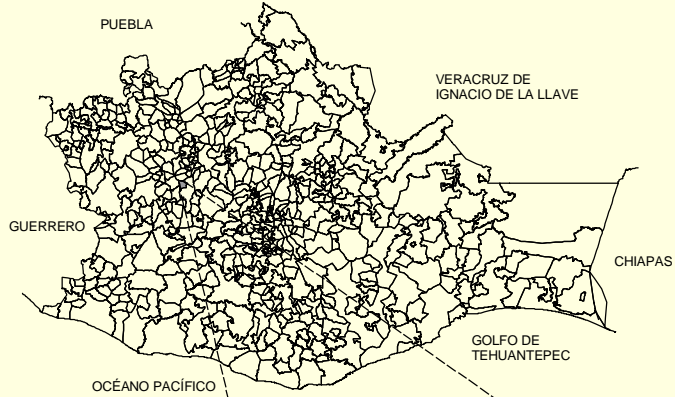 PUEBLA
VERACRUZ DE
IGNACIO DE LA LLAVE
GUERRERO
CHIAPAS
GOLFO DE
TEHUANTEPEC
OCÉANO PACÍFICO